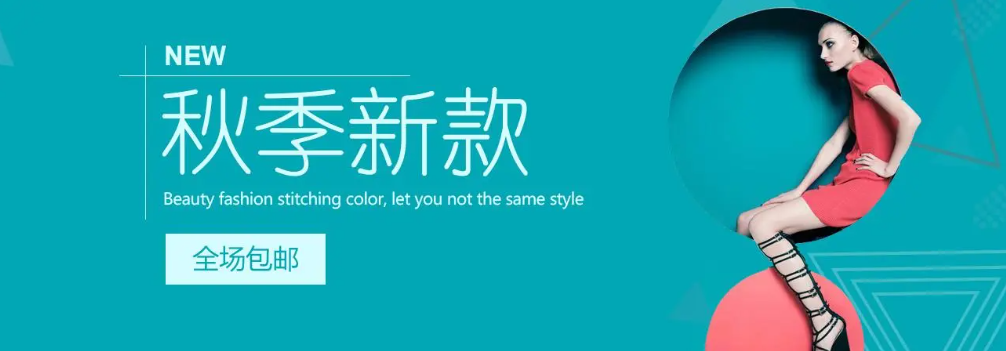 NEW
秋季新款
Beauty fashion stitching color, let you not the same style
全场包邮